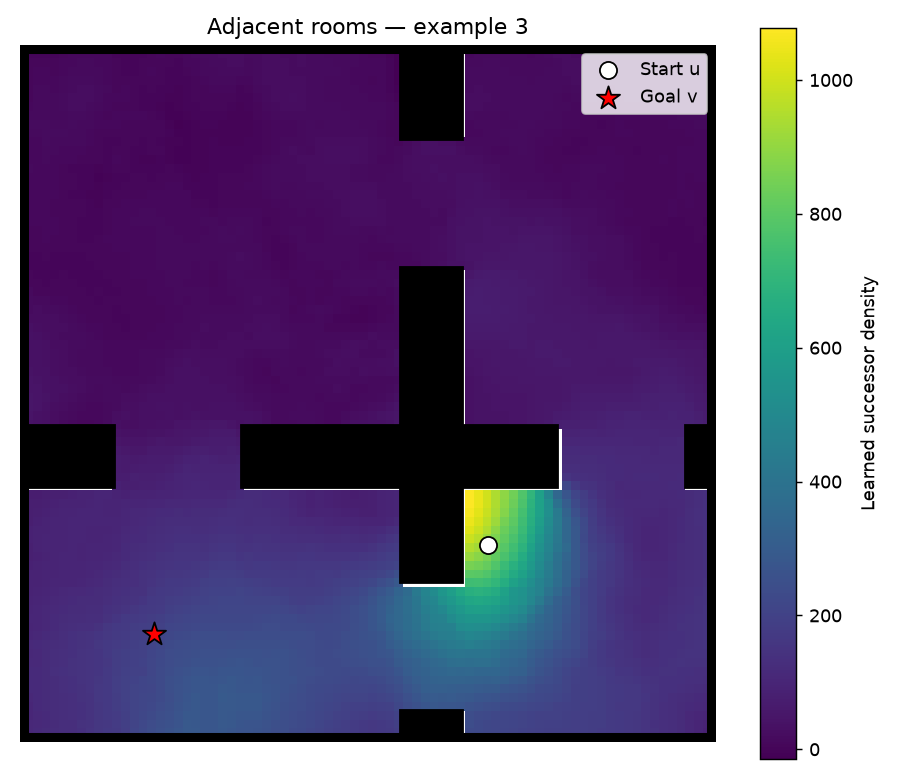 Adjacent rooms — example 3
Start u
Goal v
1000
800
600
400
200
0
Learned successor density